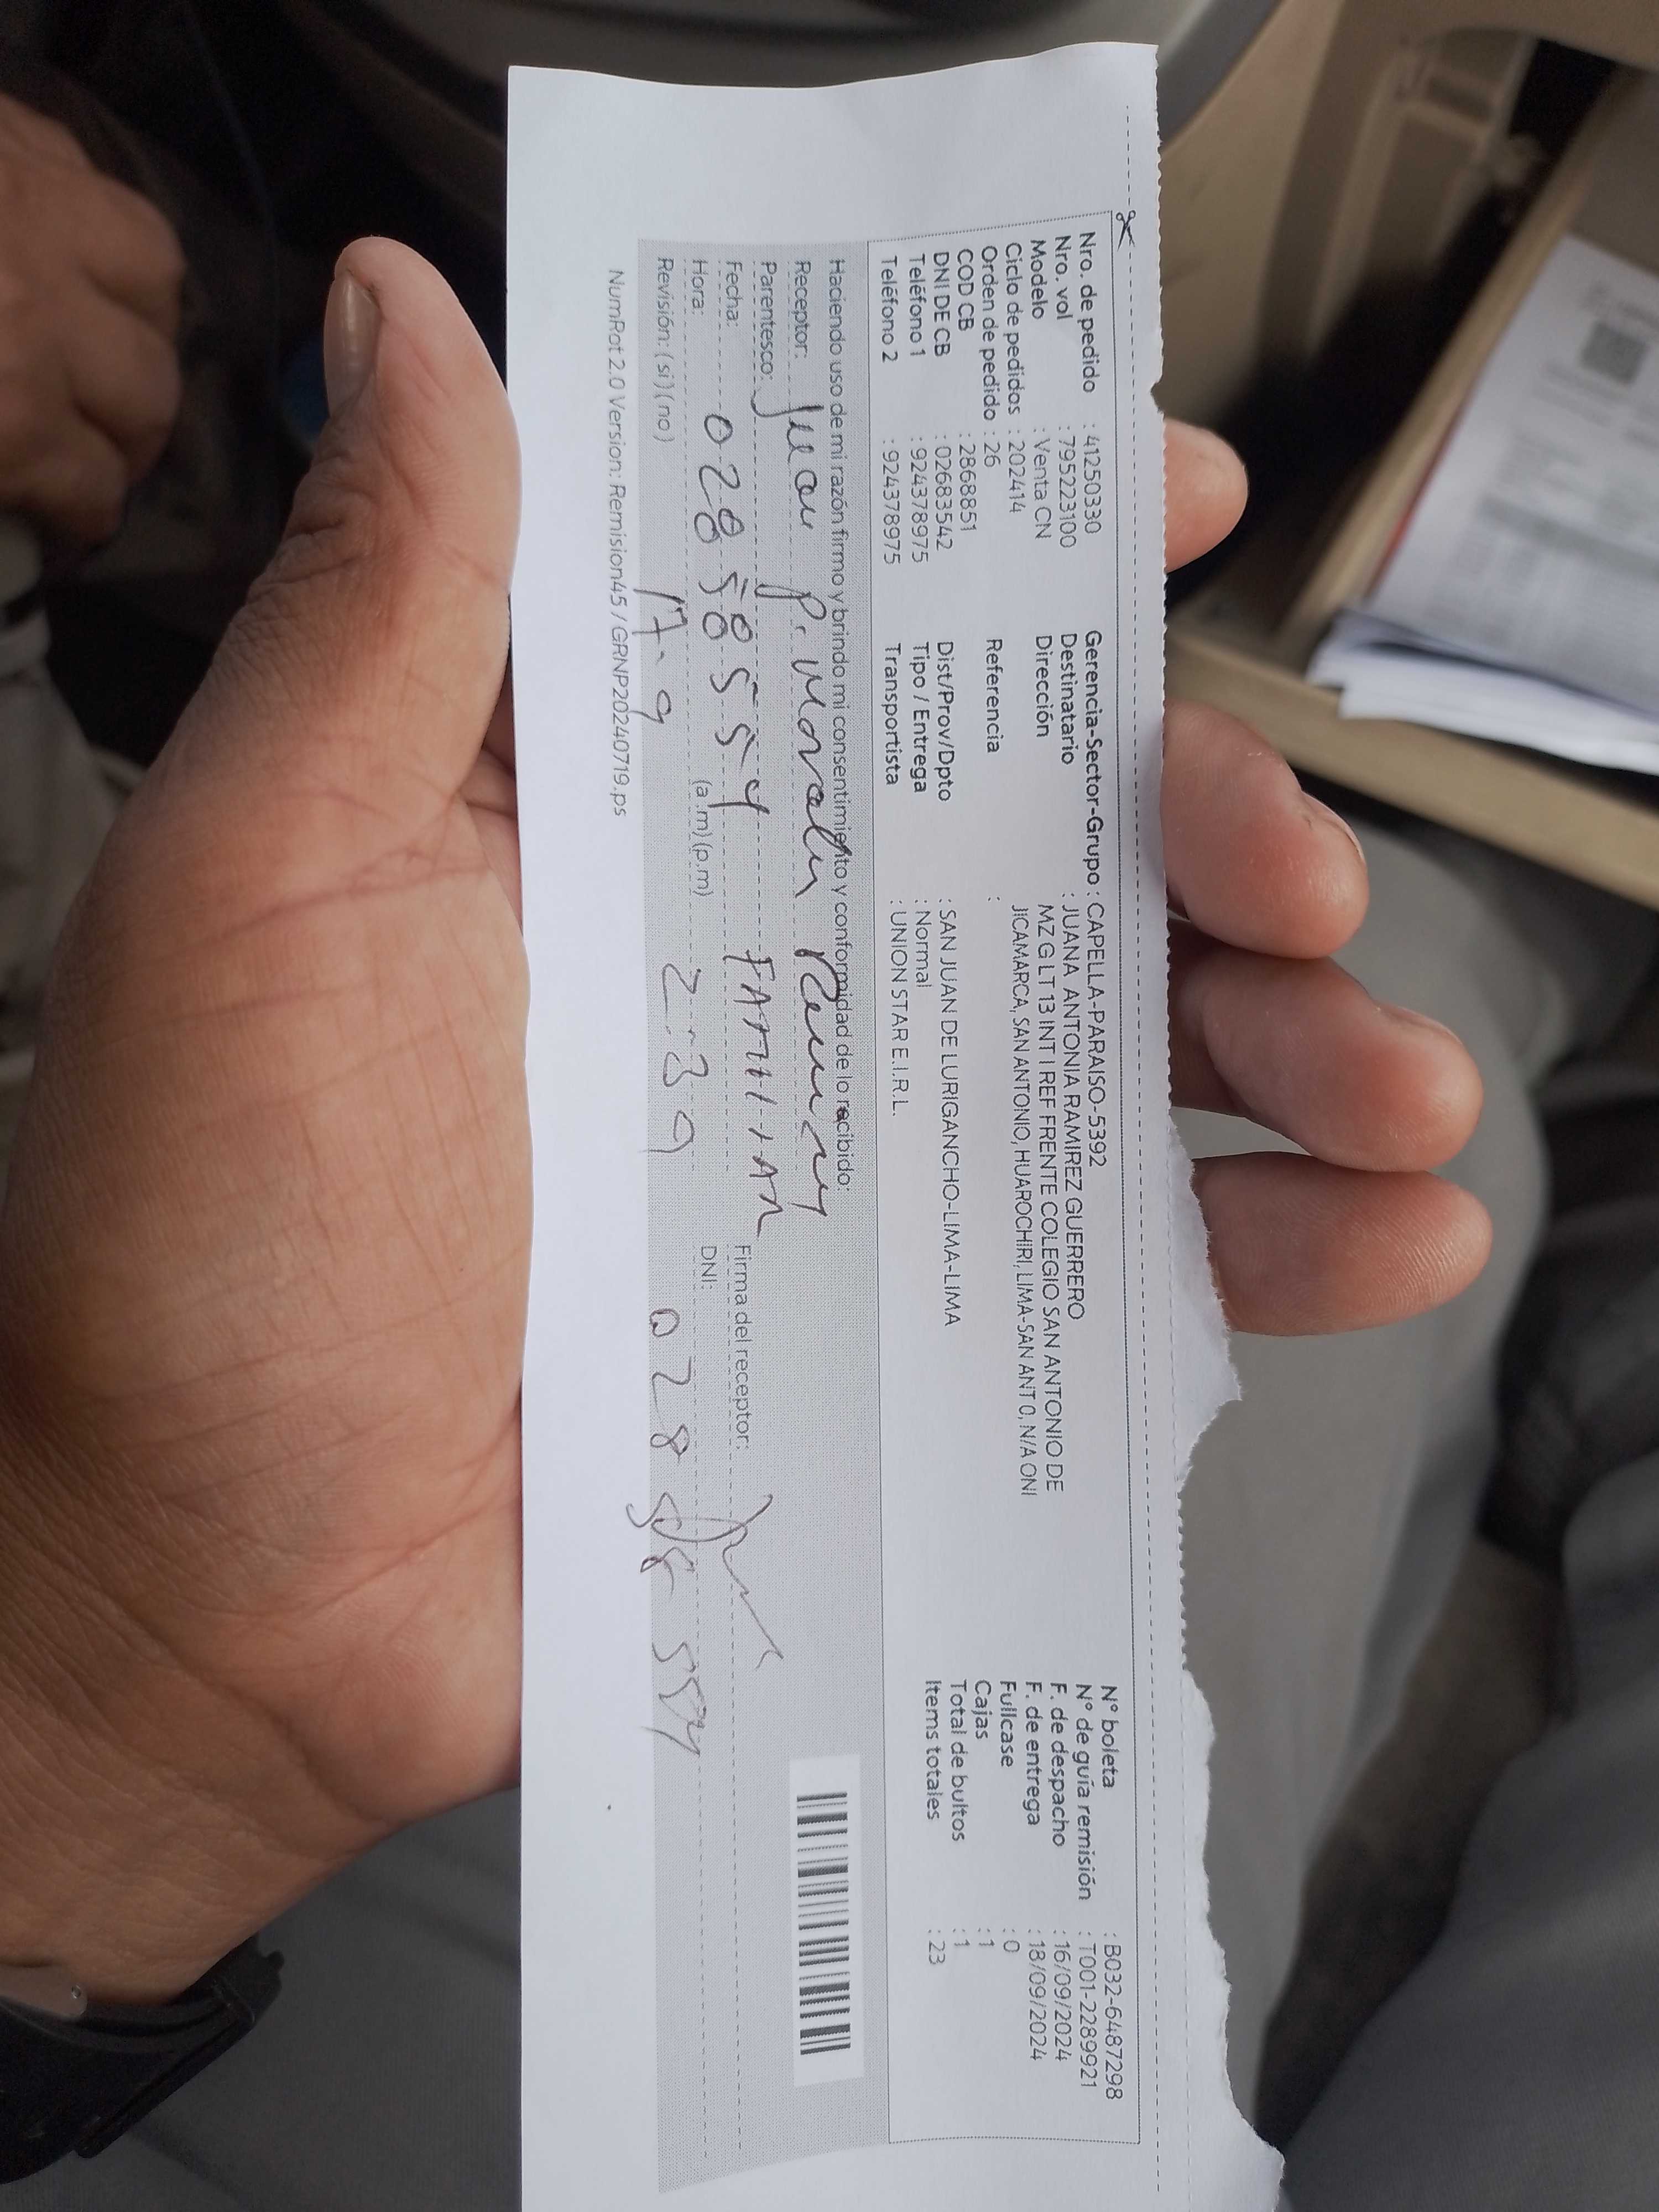 Nro. de pedido : 41250330
Nro. vol : 795223100
Modelo : Venta CN
Ciclo de pedidos : 202414
Orden de pedido : 26
COD CB : 2868851
DNI DE CB : 02683542
Teléfono 1 : 924378975
Teléfono 2 : 924378975
Gerencia-Sector-Grupo : CAPELLA-PARAISO-5392
Destinatario : JUANA ANTONIA RAMIREZ GUERRERO
Dirección MZ G LT 13 INT I REF FRENTE COLEGIO SAN ANTONIO DE
JICAMARCA, SAN ANTONIO, HUAROCHIRI, LIMA-SAN ANT 0, N/A ONI
Referencia :
Dist/Prov/Dpto : SAN JUAN DE LURIGANCHO-LIMA-LIMA
Tipo / Entrega : Normal
Transportista : UNION STAR E.I.R.L.
N° boleta : B032-6487298
N° de guía remisión : T001-2289921
F. de despacho : 16/09/2024
F. de entrega : 18/09/2024
Fullcase : 0
Cajas : 1
Total de bultos : 1
Items totales : 23
Haciendo uso de mi razón firmo y brindo mi consentimiento y conformidad de lo recibido:
Receptor: Juan P.
Parentesco:
Fecha: 17-9
Hora: (a.m) (p.m) 2:39
Revisión: (si) (no)
Firma del receptor:
DNI:
NumRot 2.0 Version: Remision45 / GRNP20240719.ps